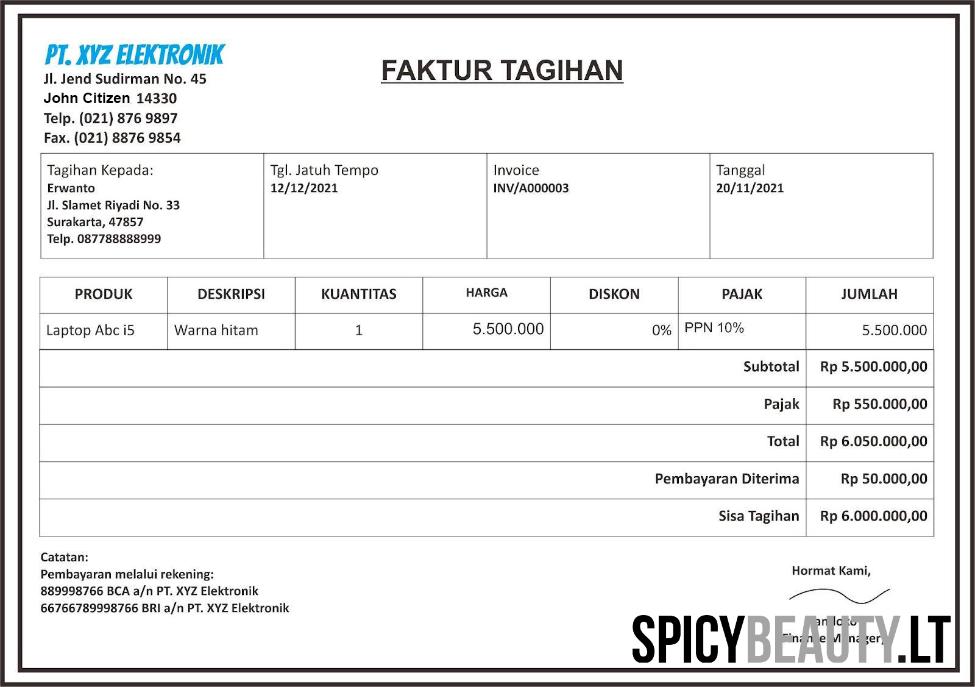 PT. XYZ ELEKTRONIK
Jl. Jend Sudirman No. 45
John Citizen 14330
Telp. (021) 876 9897
Fax. (021) 8876 9854
FAKTUR TAGIHAN
Tagihan Kepada:
Erwanto
Jl. Slamet Riyadi No. 33
Surakarta, 47857
Telp. 087788888999
Tgl. Jatuh Tempo
12/12/2021
Invoice
INV/A000003
Tanggal
20/11/2021
PRODUK DESKRIPSI KUANTITAS HARGA DISKON PAJAK JUMLAH
Laptop Abc i5 Warna hitam 1 5.500.000 0% PPN 10% 5.500.000
Subtotal Rp 5.500.000,00
Pajak Rp 550.000,00
Total Rp 6.050.000,00
Pembayaran Diterima Rp 50.000,00
Sisa Tagihan Rp 6.000.000,00
Catatan:
Pembayaran melalui rekening:
889998766 BCA a/n PT. XYZ Elektronik
66766789998766 BRI a/n PT. XYZ Elektronik
Hormat Kami,
Finance Manager
SPICYBEAUTY.LT